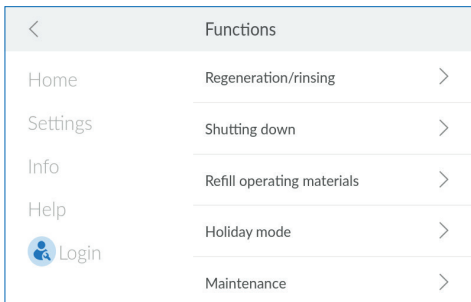 Functions
Home
Settings
Info
Help
Login
Regeneration/rinsing
Shutting down
Refill operating materials
Holiday mode
Maintenance